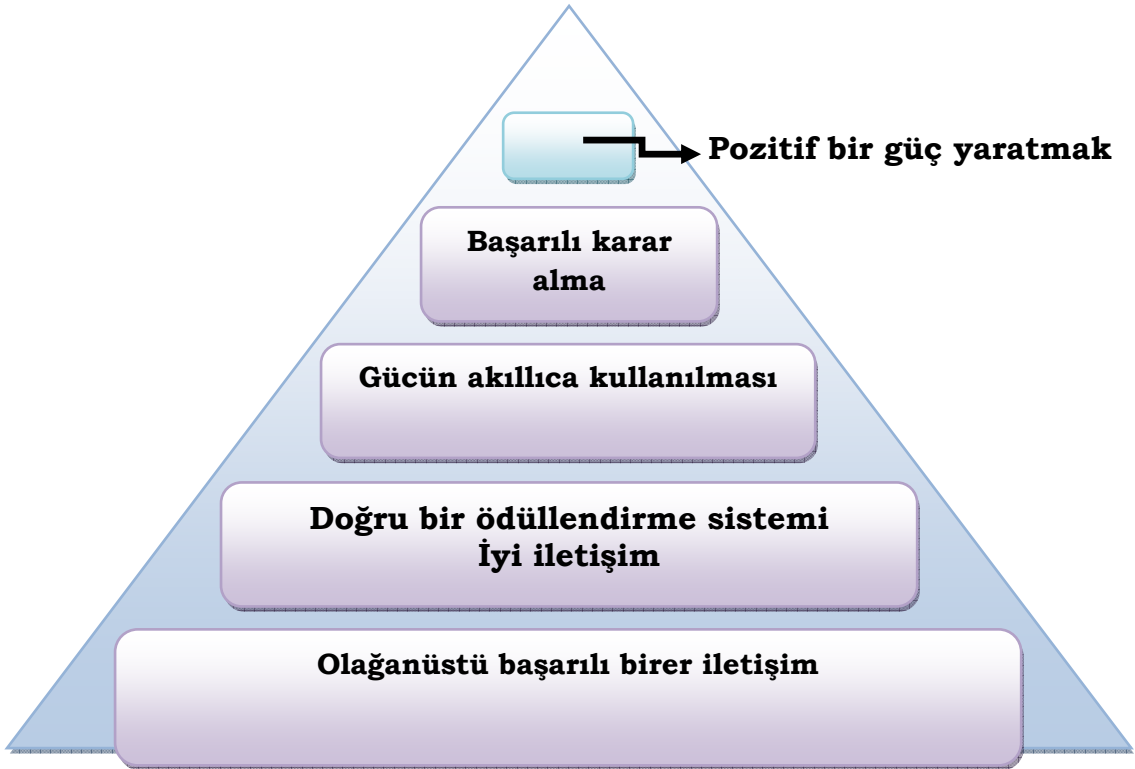 Pozitif bir güç yaratmak
Başarılı karar
alma
Gücün akıllıca kullanılması
Doğru bir ödüllendirme sistemi
İyi iletişim
Olağanüstü başarılı birer iletişim